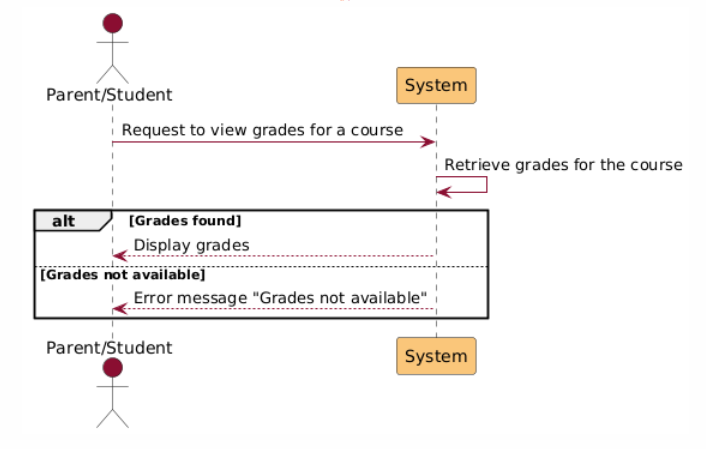 Parent/Student
System
Request to view grades for a course
Retrieve grades for the course
alt
[Grades found]
Display grades
[Grades not available]
Error message "Grades not available"
Parent/Student
System